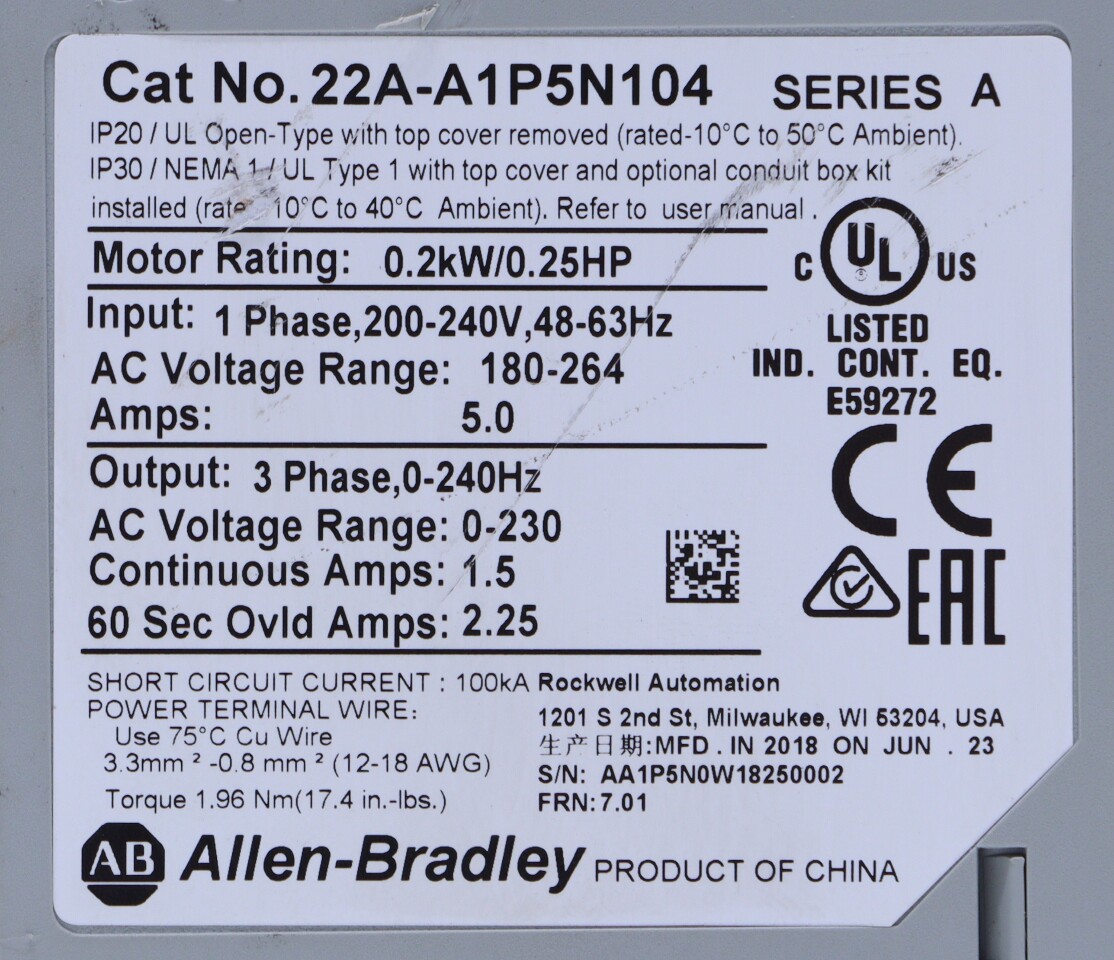 Cat No. 22A-A1P5N104 SERIES A
IP20 / UL Open-Type with top cover removed (rated-10°C to 50°C Ambient).
IP30 / NEMA 1 / UL Type 1 with top cover and optional conduit box kit
installed (rate 10°C to 40°C Ambient). Refer to user manual .
Motor Rating: 0.2kW/0.25HP
C UL US
LISTED
IND. CONT. EQ.
E59272
Input: 1 Phase,200-240V,48-63Hz
AC Voltage Range: 180-264
Amps: 5.0
CE
Output: 3 Phase,0-240Hz
AC Voltage Range: 0-230
Continuous Amps: 1.5
60 Sec Ovld Amps: 2.25
EAC
SHORT CIRCUIT CURRENT : 100kA
POWER TERMINAL WIRE:
Use 75°C Cu Wire
3.3mm ² -0.8 mm ² (12-18 AWG)
Torque 1.96 Nm(17.4 in.-lbs.)
Rockwell Automation
1201 S 2nd St, Milwaukee, WI 53204, USA
生产日期:MFD . IN 2018 ON JUN . 23
S/N: AA1P5N0W18250002
FRN: 7.01
AB Allen-Bradley PRODUCT OF CHINA